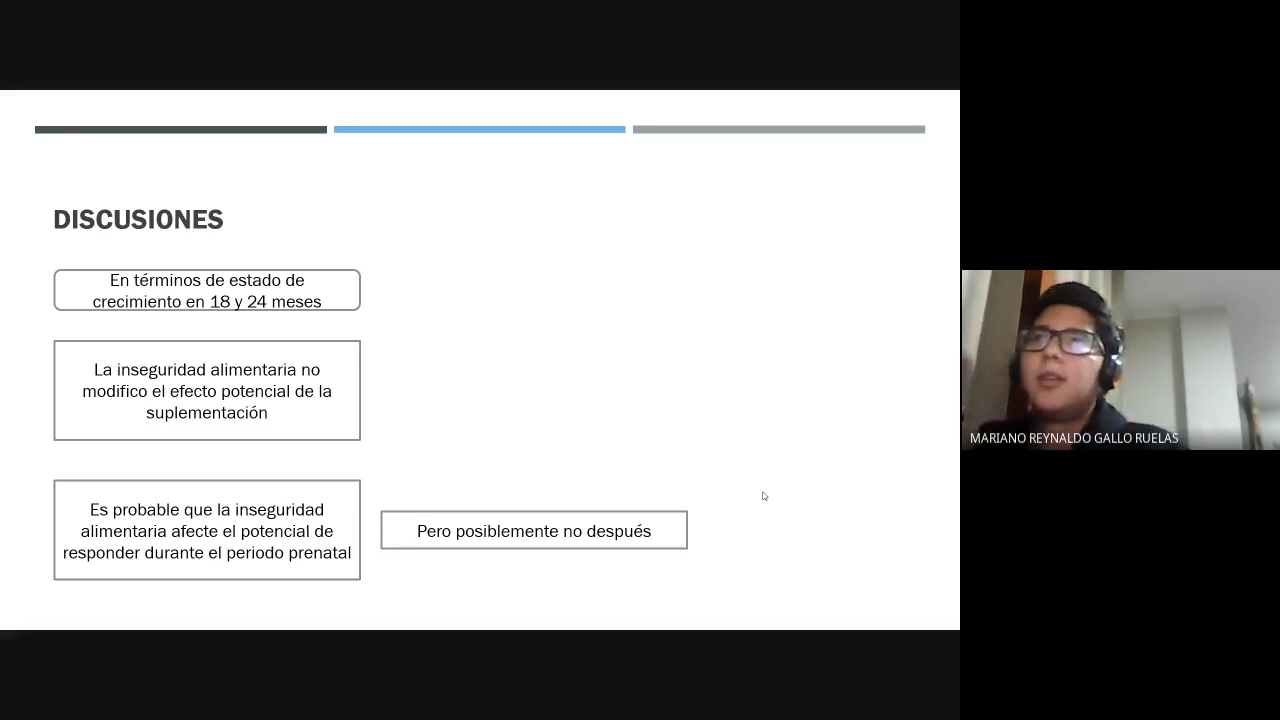 DISCUSIONES
En términos de estado de
crecimiento en 18 y 24 meses
La inseguridad alimentaria no
modifico el efecto potencial de la
suplementación
Es probable que la inseguridad
alimentaria afecte el potencial de
responder durante el periodo prenatal
Pero posiblemente no después
MARIANO REYNALDO GALLO RUELAS